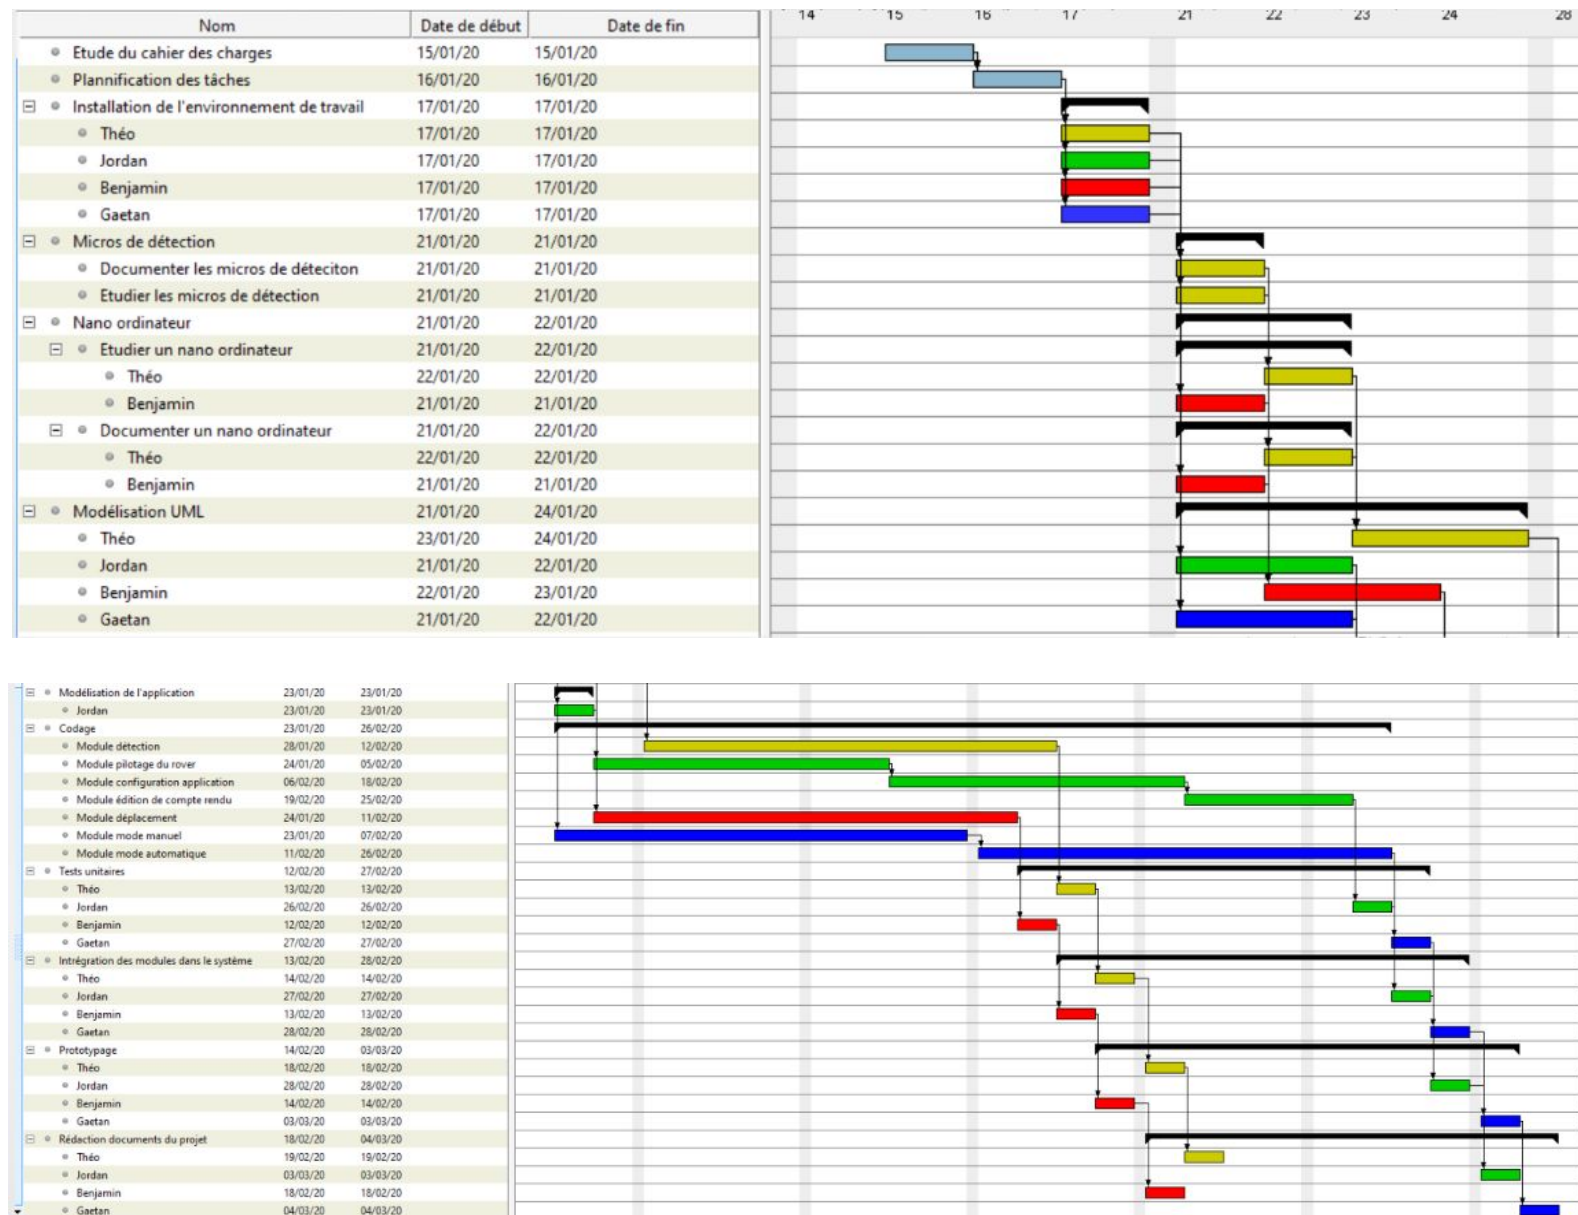 Nom Date de début Date de fin 14 15 16 17 21 22 23 24 28
Etude du cahier des charges 15/01/20 15/01/20
Plannification des tâches 16/01/20 16/01/20
Installation de l'environnement de travail 17/01/20 17/01/20
Théo 17/01/20 17/01/20
Jordan 17/01/20 17/01/20
Benjamin 17/01/20 17/01/20
Gaetan 17/01/20 17/01/20
Micros de détection 21/01/20 21/01/20
Documenter les micros de déteciton 21/01/20 21/01/20
Etudier les micros de détection 21/01/20 21/01/20
Nano ordinateur 21/01/20 22/01/20
Etudier un nano ordinateur 21/01/20 22/01/20
Théo 22/01/20 22/01/20
Benjamin 21/01/20 21/01/20
Documenter un nano ordinateur 21/01/20 22/01/20
Théo 22/01/20 22/01/20
Benjamin 21/01/20 21/01/20
Modélisation UML 21/01/20 24/01/20
Théo 23/01/20 24/01/20
Jordan 21/01/20 22/01/20
Benjamin 22/01/20 23/01/20
Gaetan 21/01/20 22/01/20
Modélisation de l'application 23/01/20 23/01/20
Jordan 23/01/20 23/01/20
Codage 23/01/20 26/02/20
Module détection 28/01/20 12/02/20
Module pilotage du rover 24/01/20 05/02/20
Module configuration application 06/02/20 18/02/20
Module édition de compte rendu 19/02/20 25/02/20
Module déplacement 24/01/20 11/02/20
Module mode manuel 23/01/20 07/02/20
Module mode automatique 11/02/20 26/02/20
Tests unitaires 12/02/20 27/02/20
Théo 13/02/20 13/02/20
Jordan 26/02/20 26/02/20
Benjamin 12/02/20 12/02/20
Gaetan 27/02/20 27/02/20
Intrégration des modules dans le système 13/02/20 28/02/20
Théo 14/02/20 14/02/20
Jordan 27/02/20 27/02/20
Benjamin 13/02/20 13/02/20
Gaetan 28/02/20 28/02/20
Prototypage 14/02/20 03/03/20
Théo 18/02/20 18/02/20
Jordan 28/02/20 28/02/20
Benjamin 14/02/20 14/02/20
Gaetan 03/03/20 03/03/20
Rédaction documents du projet 18/02/20 04/03/20
Théo 19/02/20 19/02/20
Jordan 03/03/20 03/03/20
Benjamin 18/02/20 18/02/20
Gaetan 04/03/20 04/03/20